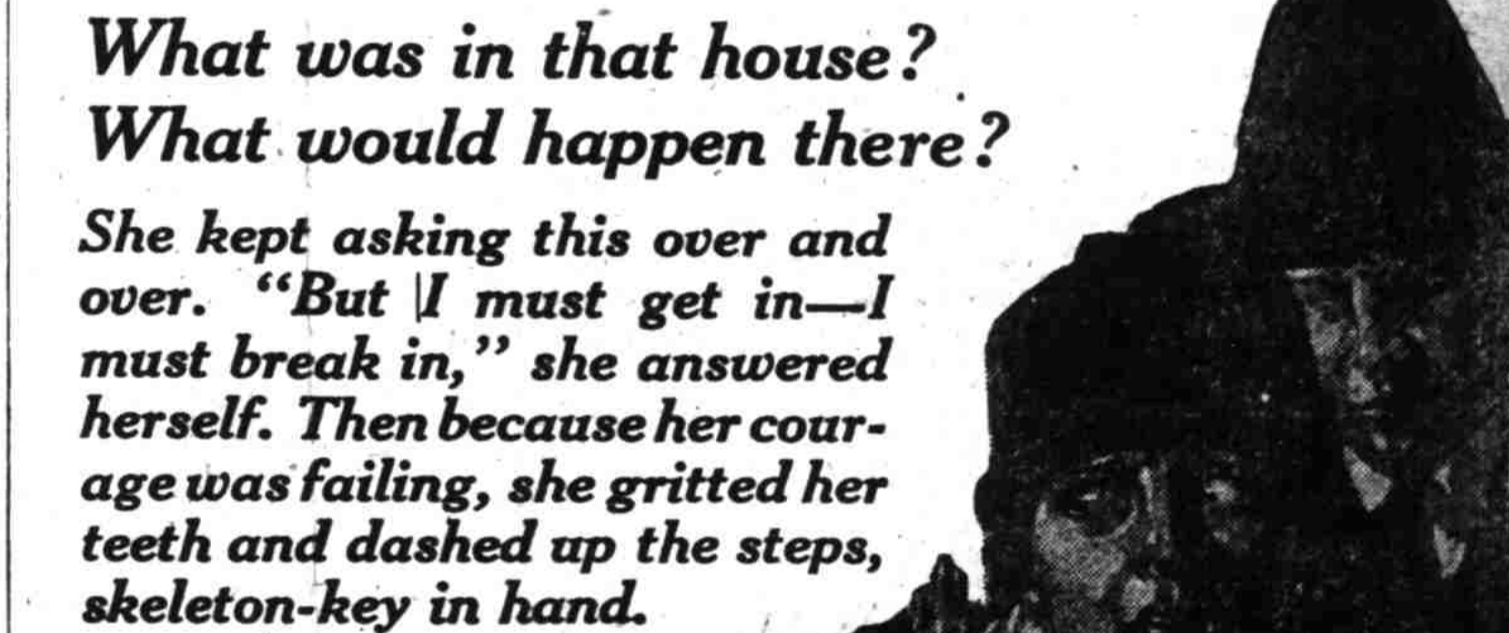 What was in that house?
What would happen there?
She kept asking this over and
over. “But I must get in—I
must break in,” she answered
herself. Then because her cour-
age was failing, she gritted her
teeth and dashed up the steps,
skeleton-key in hand.